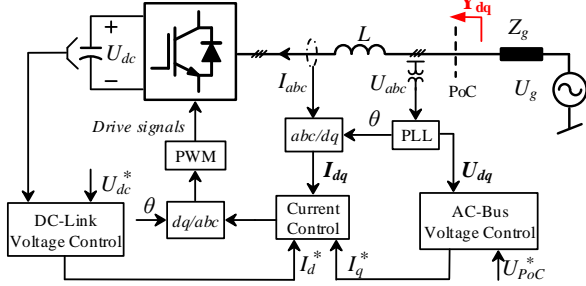 Y_dq
+
U_dc
−
L
Z_g
I_abc
U_abc
PoC
U_g
Drive signals
abc/dq
θ
PLL
PWM
I_dq
U_dq
U_dc^*
θ
DC-Link
Voltage Control
dq/abc
Current
Control
AC-Bus
Voltage Control
I_d^*
I_q^*
U_PoC^*